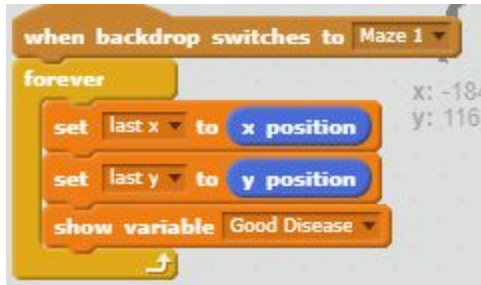 when backdrop switches to Maze 1
forever
x: -184
set last x to x position
y: 116
set last y to y position
show variable Good Disease